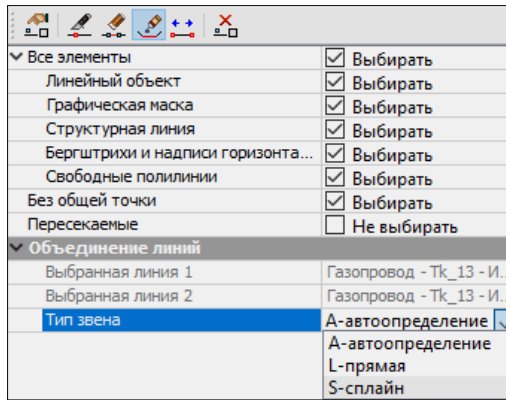 Все элементы Выбирать
Линейный объект Выбирать
Графическая маска Выбирать
Структурная линия Выбирать
Бергштрихи и надписи горизонта... Выбирать
Свободные полилинии Выбирать
Без общей точки Выбирать
Пересекаемые Не выбирать
Объединение линий
Выбранная линия 1 Газопровод - Tk_13 - И...
Выбранная линия 2 Газопровод - Tk_13 - И...
Тип звена А-автоопределение
А-автоопределение
L-прямая
S-сплайн